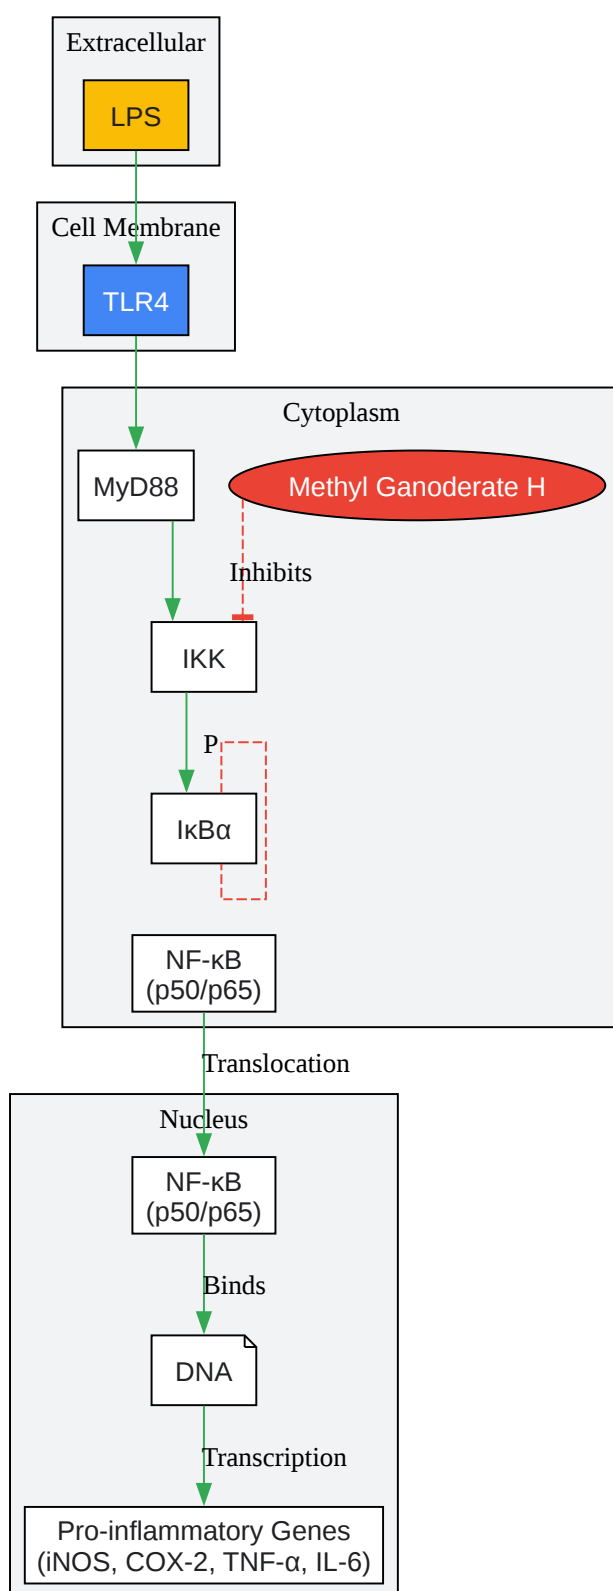 Extracellular
LPS
Cell Membrane
TLR4
Cytoplasm
MyD88
Methyl Ganoderate H
Inhibits
IKK
P
IκBα
NF-κB
(p50/p65)
Translocation
Nucleus
NF-κB
(p50/p65)
Binds
DNA
Transcription
Pro-inflammatory Genes
(iNOS, COX-2, TNF-α, IL-6)